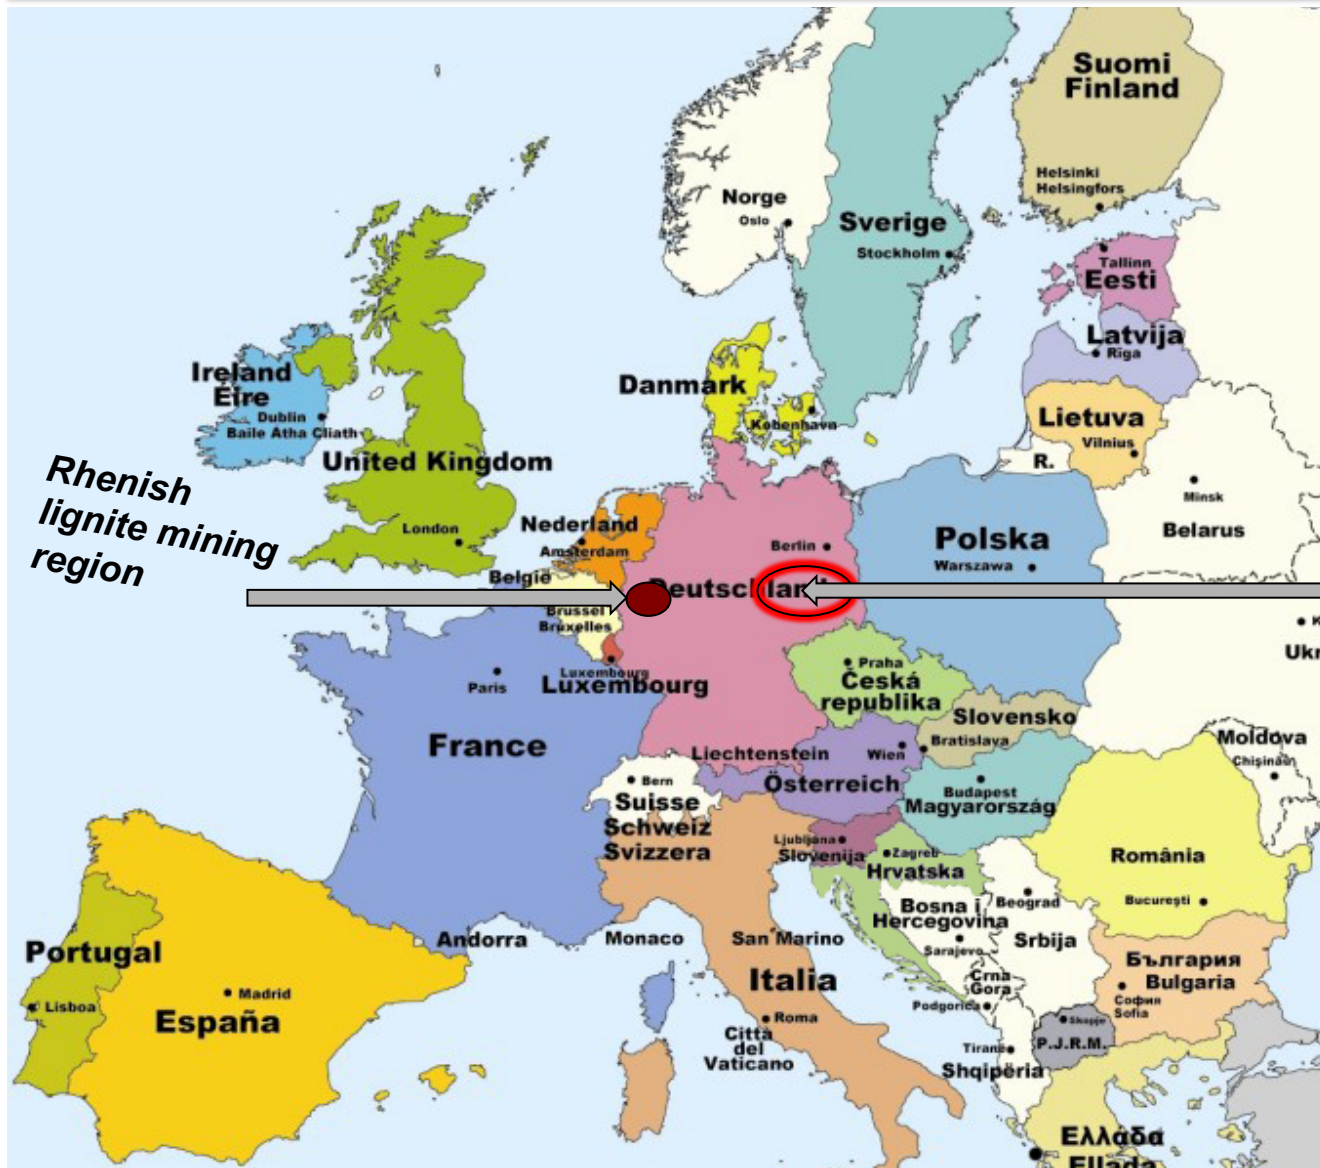 Suomi
Finland
Helsinki
Helsingfors
Norge
Oslo
Sverige
Stockholm
Tallinn
Eesti
Latvija
Riga
Ireland
Éire
Dublin
Baile Atha Cliath
Danmark
København
Lietuva
Vilnius
R.
United Kingdom
London
Minsk
Belarus
Rhenish
lignite mining
region
Nederland
Amsterdam
Berlin
Polska
Warszawa
België
Brussel
Bruxelles
Deutschland
Luxembourg
Luxembourg
Paris
Praha
Česká
republika
Slovensko
Bratislava
France
Liechtenstein
Wien
Österreich
Budapest
Magyarország
Moldova
Chişinău
Bern
Suisse
Schweiz
Svizzera
Ljubljana
Slovenija
Zagreb
Hrvatska
România
Bucureşti
Bosna i
Hercegovina
Sarajevo
Beograd
Srbija
Portugal
Lisboa
Madrid
España
Andorra
Monaco
San Marino
Italia
Roma
Città
del
Vaticano
Crna
Gora
Podgorica
България
Bulgaria
София
Sofia
Skopje
P.J.R.M.
Tiranë
Shqipëria
Ελλάδα
Ellada